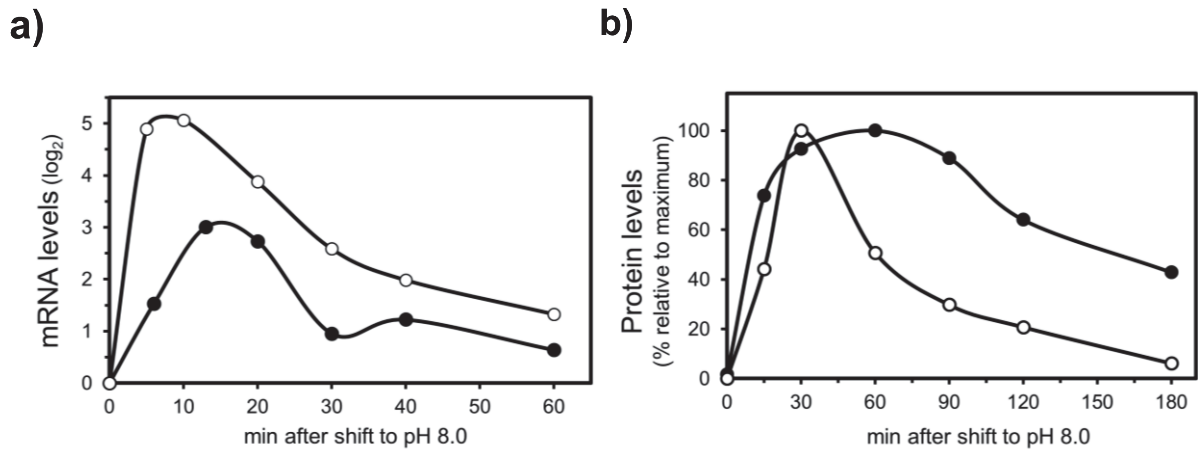 a)
mRNA levels (log₂)
5
4
3
2
1
0
0 10 20 30 40 50 60
min after shift to pH 8.0
b)
Protein levels
(% relative to maximum)
100
80
60
40
20
0
0 30 60 90 120 150 180
min after shift to pH 8.0